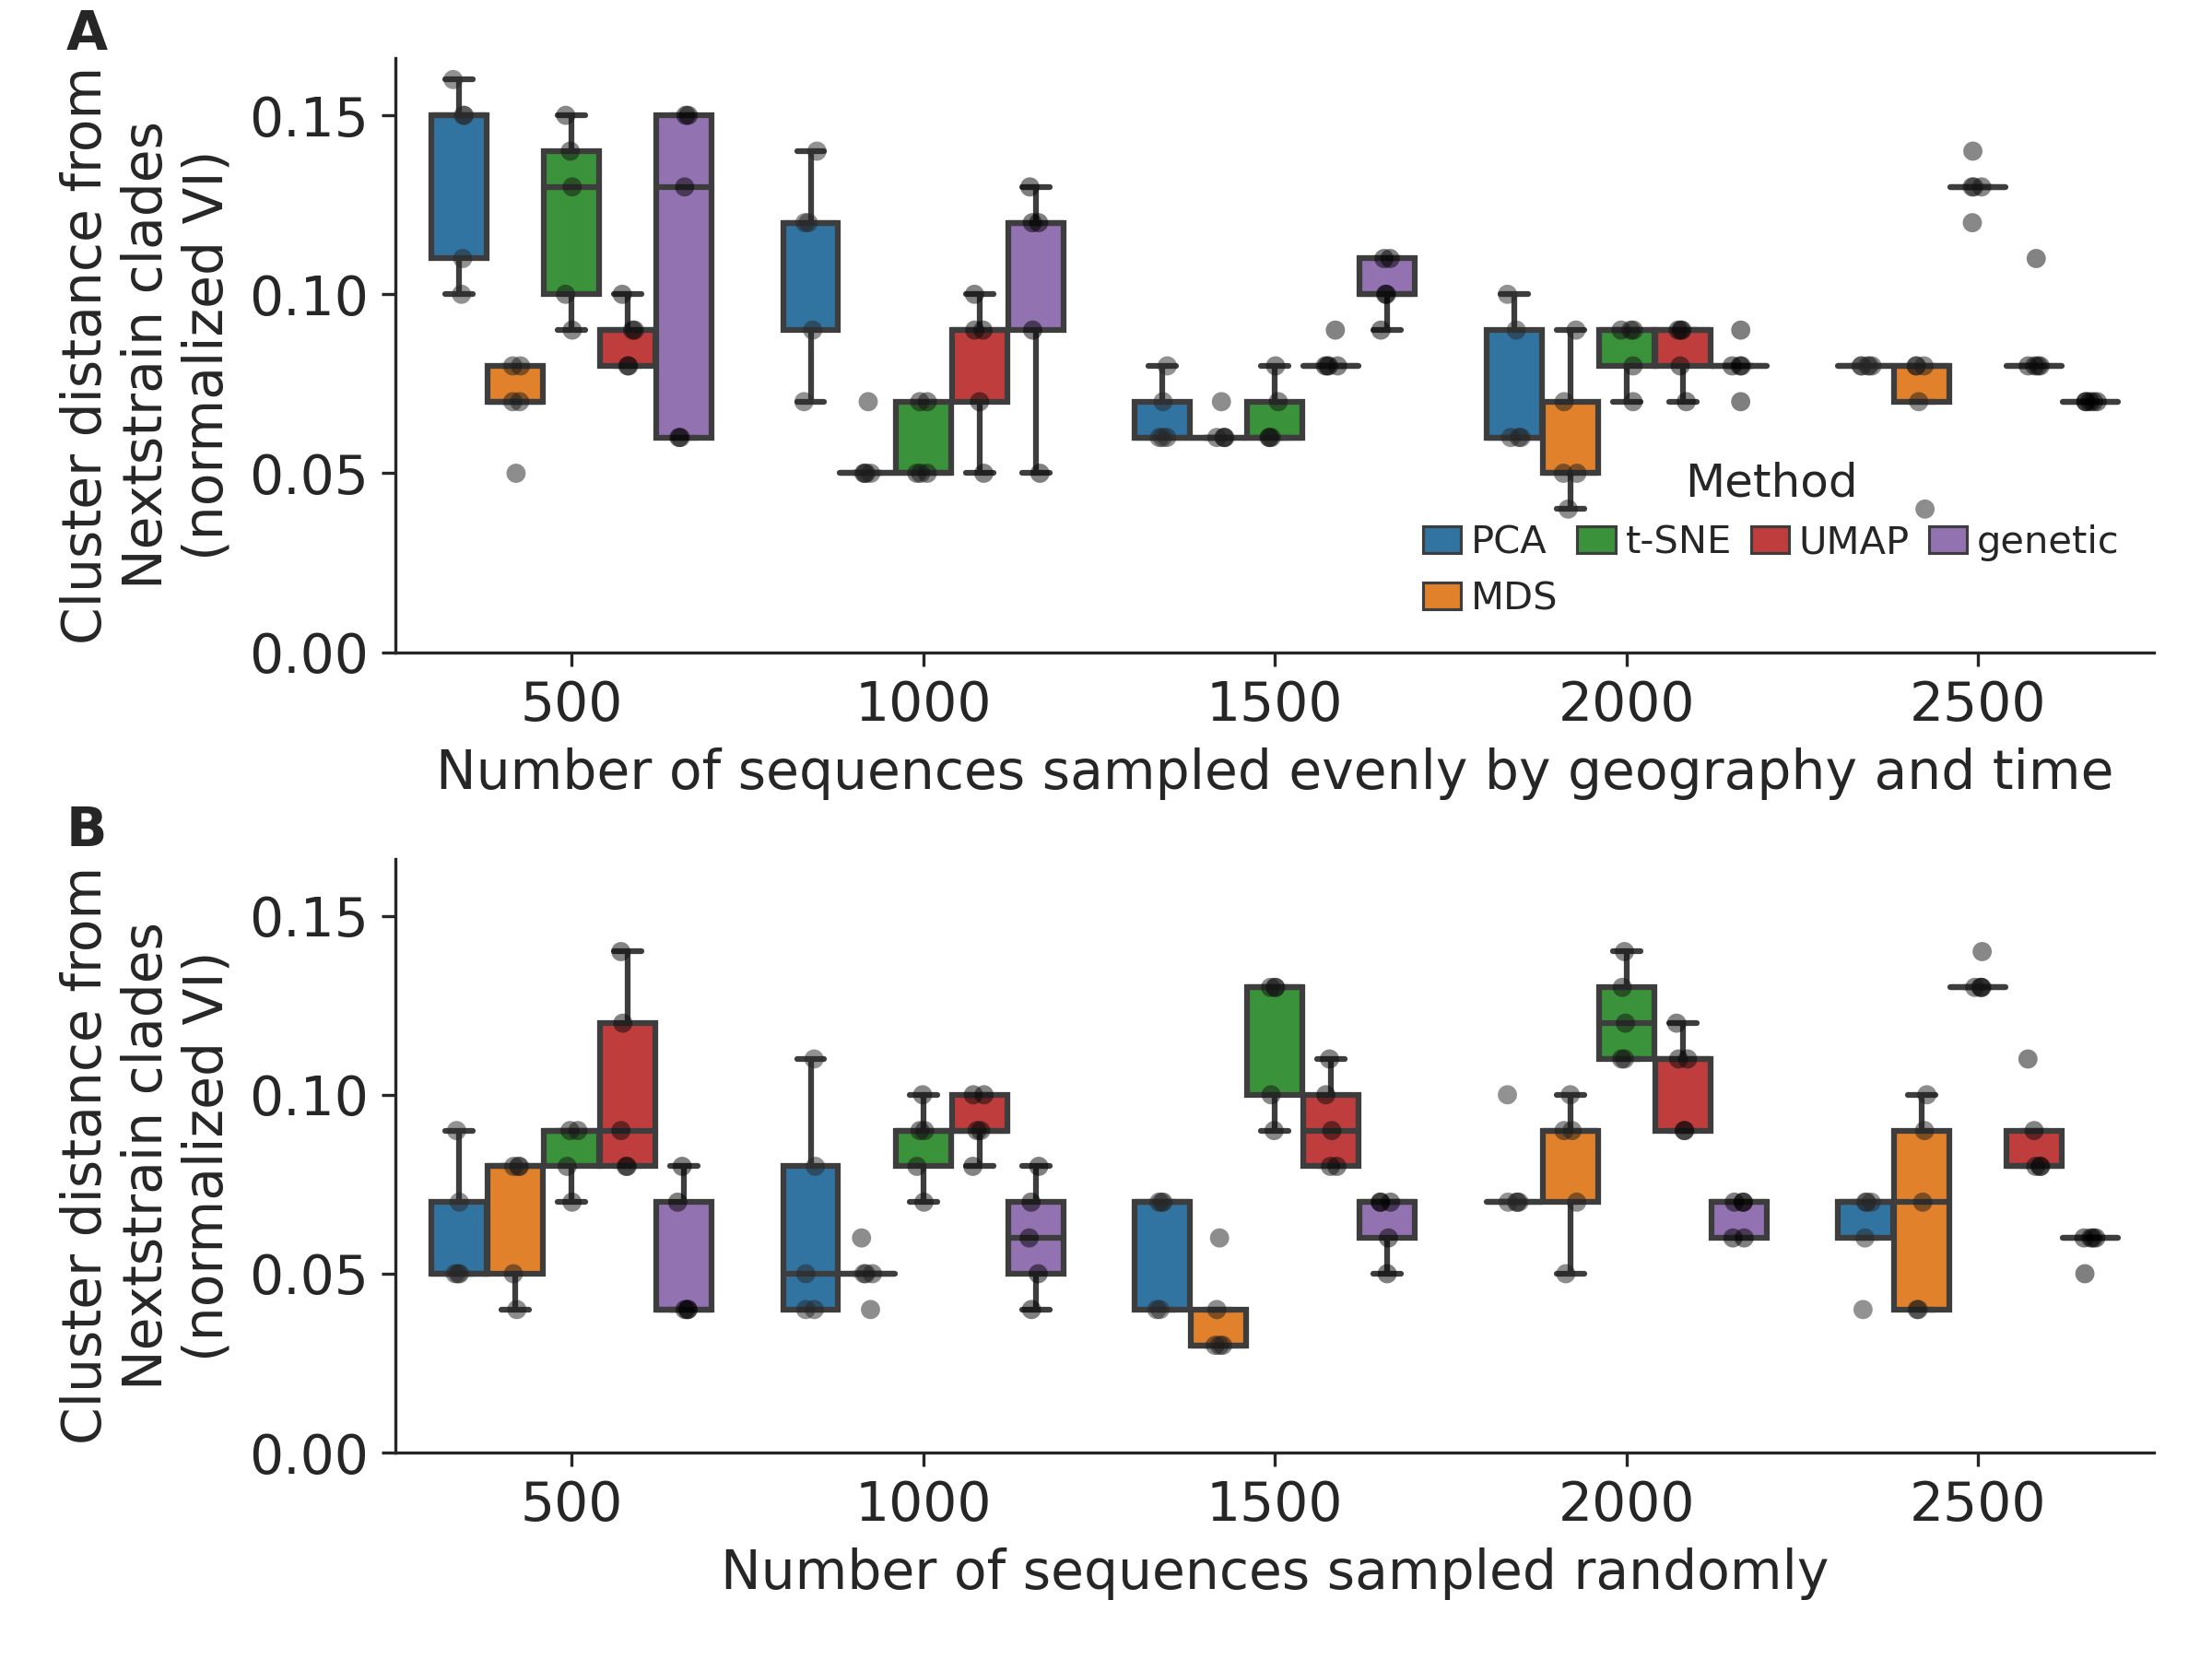 A
Cluster distance from
Nextstrain clades
(normalized VI)
0.15
0.10
0.05
0.00
Method
PCA
t-SNE
UMAP
genetic
MDS
500
1000
1500
2000
2500
Number of sequences sampled evenly by geography and time
B
Cluster distance from
Nextstrain clades
(normalized VI)
0.15
0.10
0.05
0.00
500
1000
1500
2000
2500
Number of sequences sampled randomly